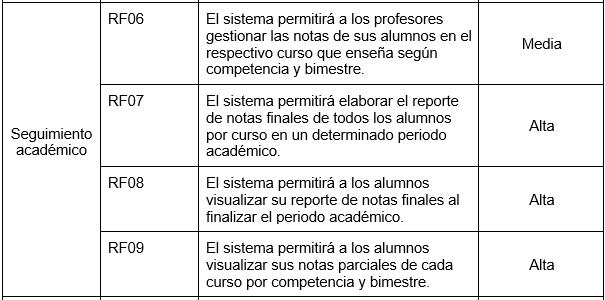 Seguimiento
académico
RF06
El sistema permitirá a los profesores
gestionar las notas de sus alumnos en el
respectivo curso que enseña según
competencia y bimestre.
Media
RF07
El sistema permitirá elaborar el reporte
de notas finales de todos los alumnos
por curso en un determinado periodo
académico.
Alta
RF08
El sistema permitirá a los alumnos
visualizar su reporte de notas finales al
finalizar el periodo académico.
Alta
RF09
El sistema permitirá a los alumnos
visualizar sus notas parciales de cada
curso por competencia y bimestre.
Alta